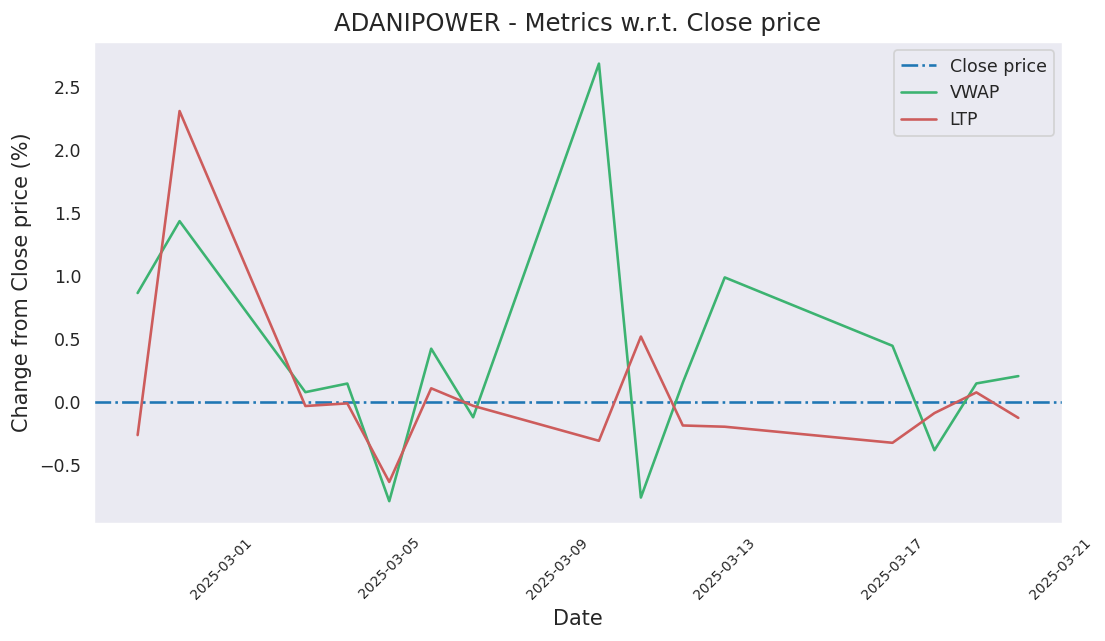 ADANIPOWER - Metrics w.r.t. Close price
Close price
VWAP
LTP
Change from Close price (%)
2.5
2.0
1.5
1.0
0.5
0.0
−0.5
2025-03-01
2025-03-05
2025-03-09
2025-03-13
2025-03-17
2025-03-21
Date